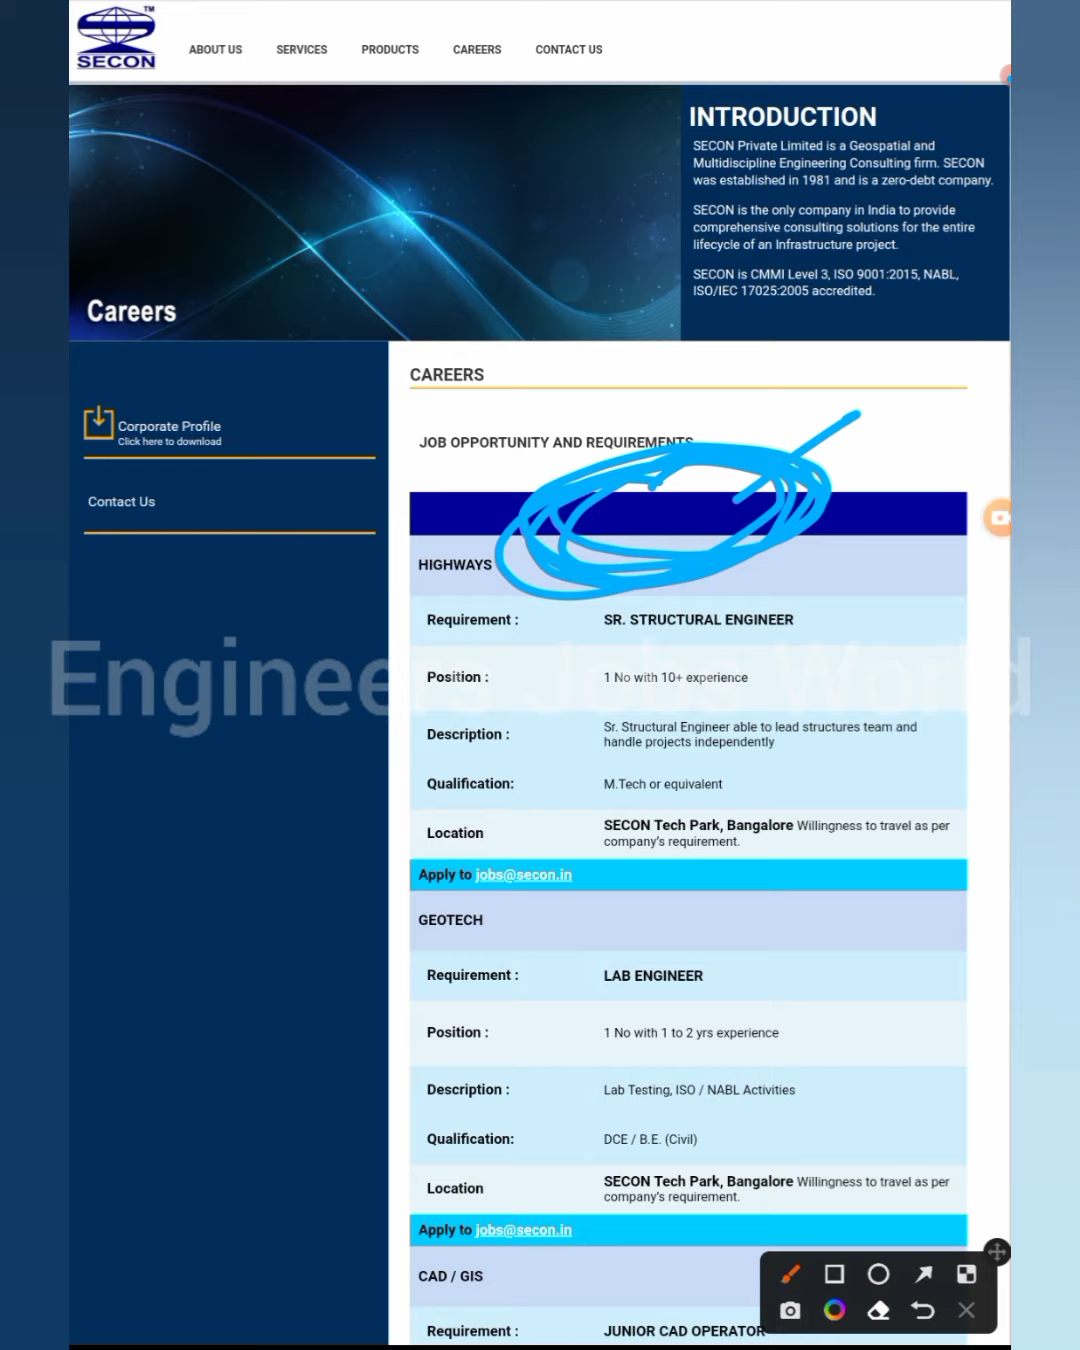 TM
SECON
ABOUT US
SERVICES
PRODUCTS
CAREERS
CONTACT US
Careers
INTRODUCTION
SECON Private Limited is a Geospatial and
Multidiscipline Engineering Consulting firm. SECON
was established in 1981 and is a zero-debt company.
SECON is the only company in India to provide
comprehensive consulting solutions for the entire
lifecycle of an Infrastructure project.
SECON is CMMI Level 3, ISO 9001:2015, NABL,
ISO/IEC 17025:2005 accredited.
Corporate Profile
Click here to download
Contact Us
CAREERS
JOB OPPORTUNITY AND REQUIREMENTS
HIGHWAYS
Requirement : SR. STRUCTURAL ENGINEER
Engineers Jobs World
Position : 1 No with 10+ experience
Description : Sr. Structural Engineer able to lead structures team and
handle projects independently
Qualification: M.Tech or equivalent
Location SECON Tech Park, Bangalore Willingness to travel as per
company's requirement.
Apply to jobs@secon.in
GEOTECH
Requirement : LAB ENGINEER
Position : 1 No with 1 to 2 yrs experience
Description : Lab Testing, ISO / NABL Activities
Qualification: DCE / B.E. (Civil)
Location SECON Tech Park, Bangalore Willingness to travel as per
company's requirement.
Apply to jobs@secon.in
CAD / GIS
Requirement : JUNIOR CAD OPERATOR